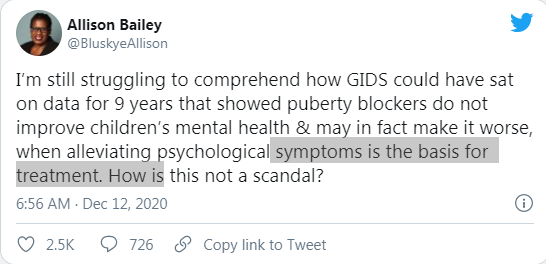 Allison Bailey
@BluskyeAllison
I’m still struggling to comprehend how GIDS could have sat
on data for 9 years that showed puberty blockers do not
improve children’s mental health & may in fact make it worse,
when alleviating psychological symptoms is the basis for
treatment. How is this not a scandal?
6:56 AM · Dec 12, 2020
2.5K 726 Copy link to Tweet